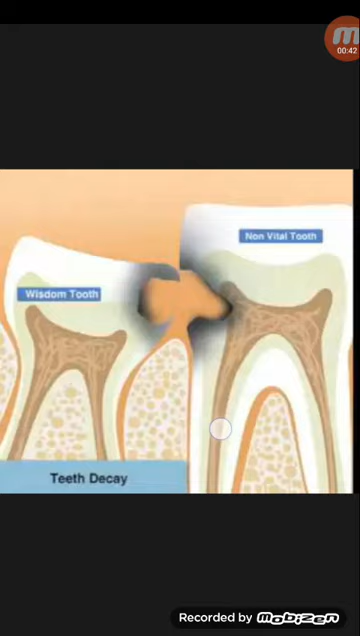 00:42
Non Vital Tooth
Wisdom Tooth
Teeth Decay
Recorded by Mobizen